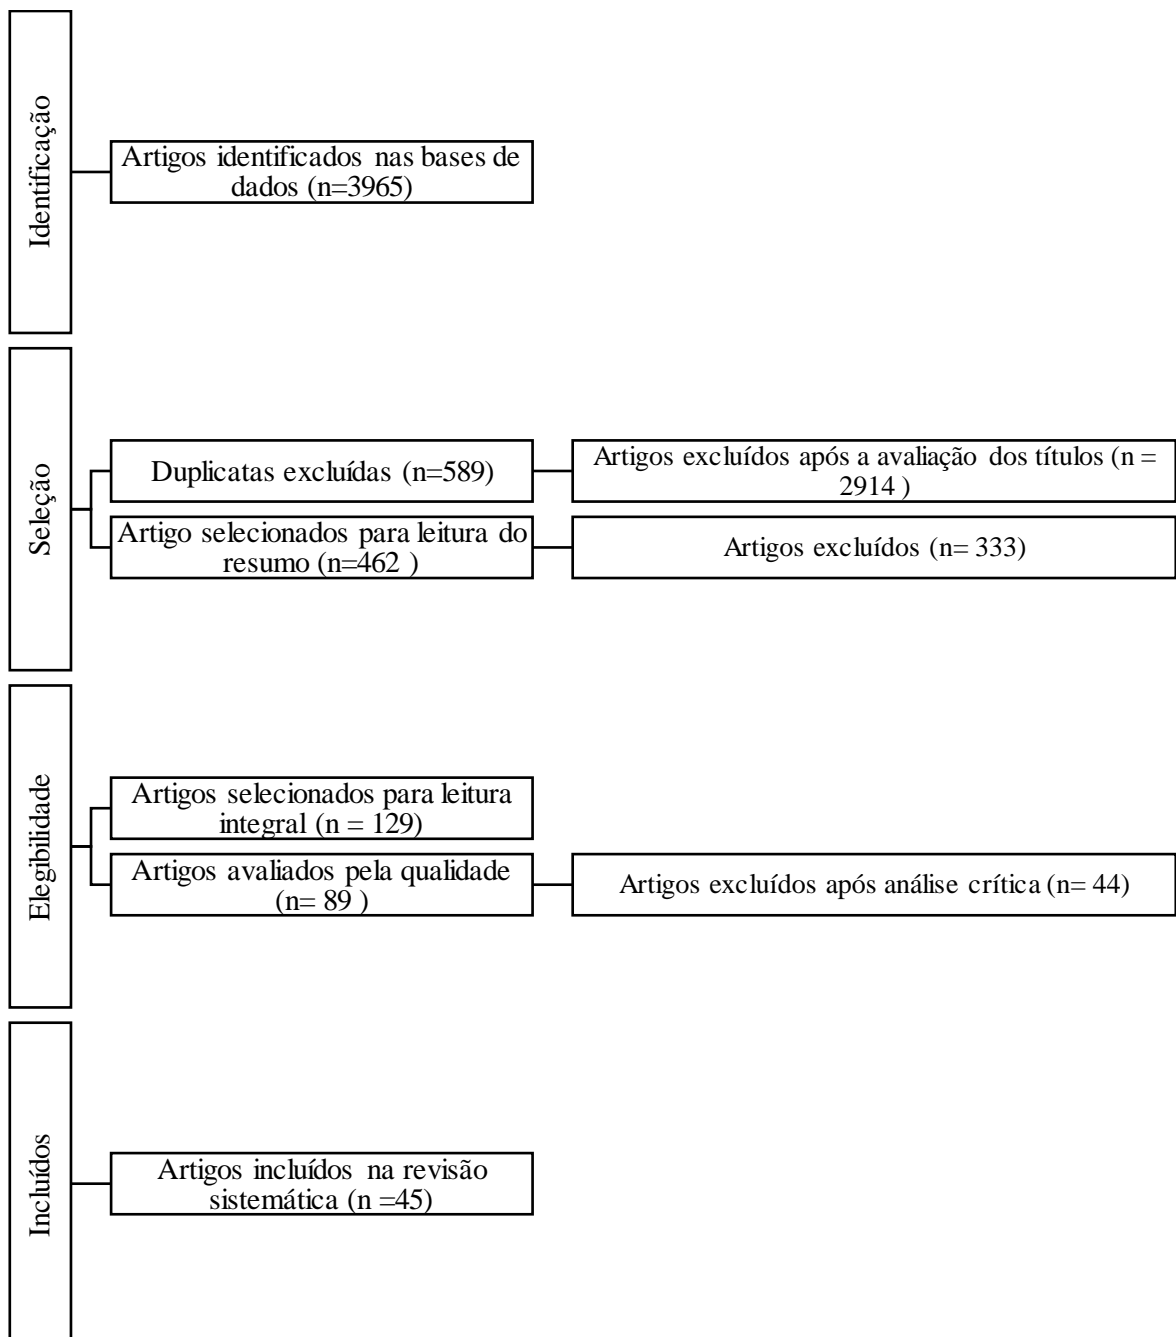 Identificação
Artigos identificados nas bases de
dados (n=3965)
Seleção
Duplicatas excluídas (n=589)
Artigos excluídos após a avaliação dos títulos (n =
2914 )
Artigo selecionados para leitura do
resumo (n=462 )
Artigos excluídos (n= 333)
Elegibilidade
Artigos selecionados para leitura
integral (n = 129)
Artigos avaliados pela qualidade
(n= 89 )
Artigos excluídos após análise crítica (n= 44)
Incluídos
Artigos incluídos na revisão
sistemática (n =45)